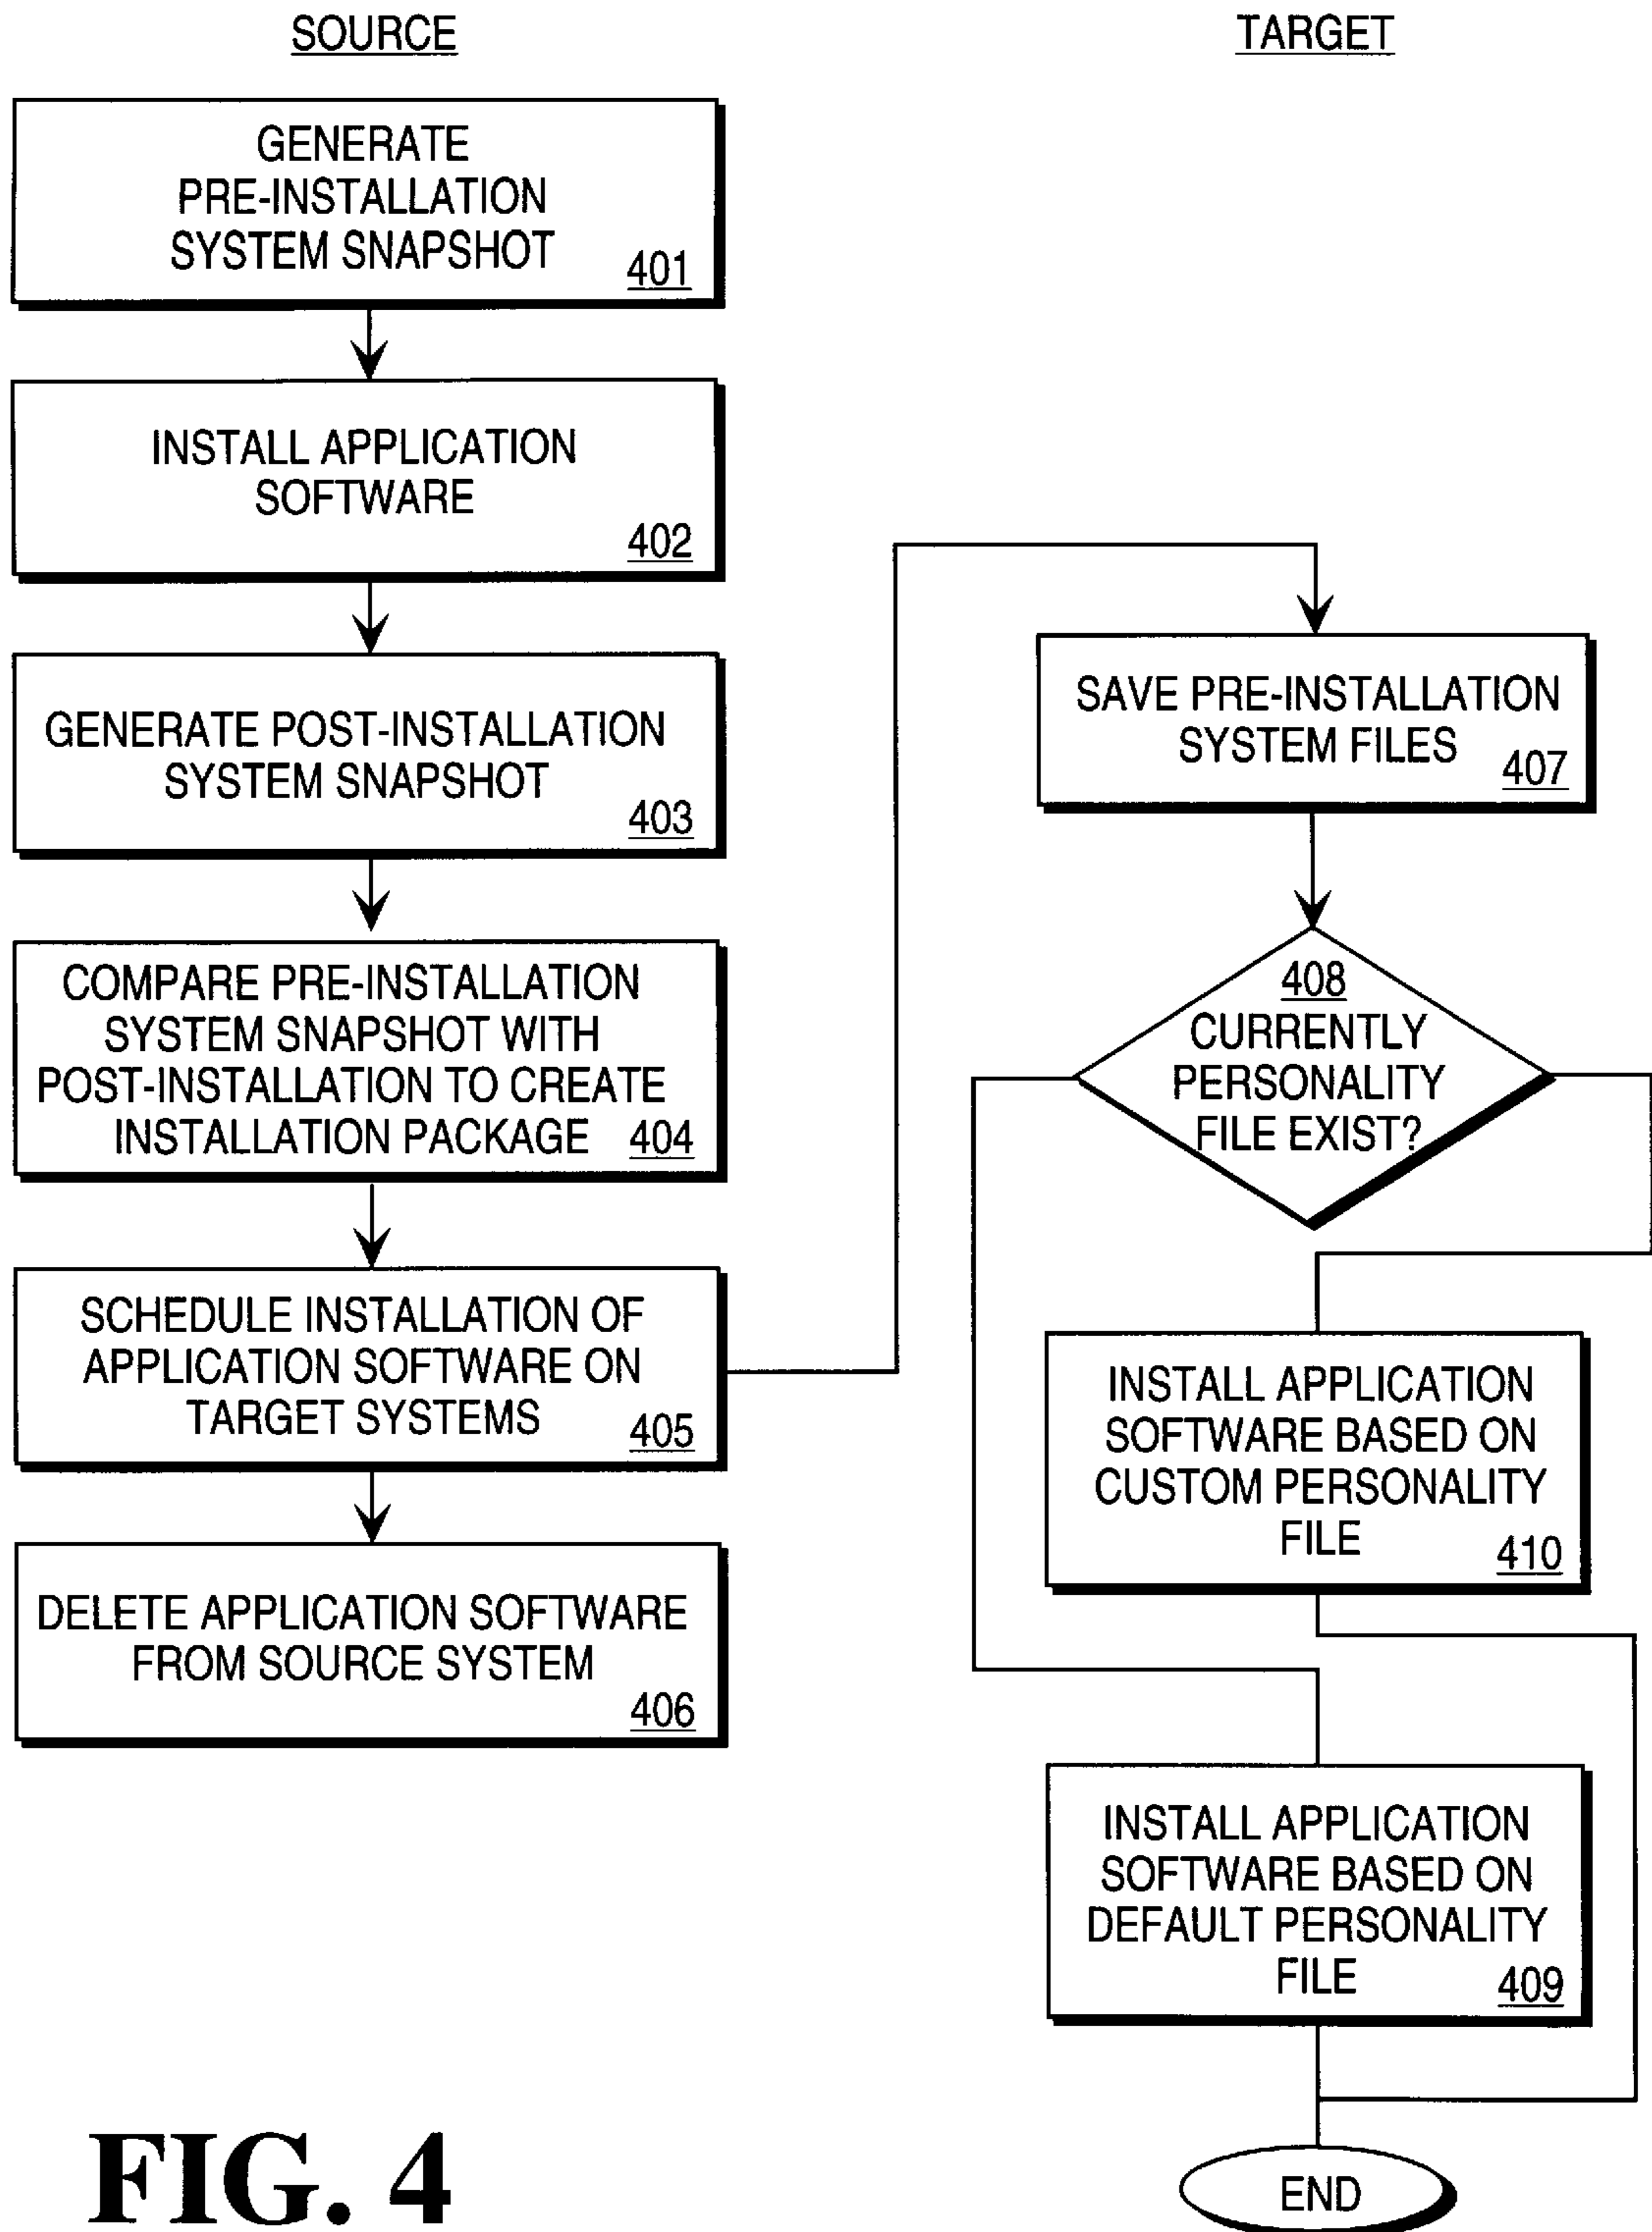 SOURCE
GENERATE
PRE-INSTALLATION
SYSTEM SNAPSHOT
401
INSTALL APPLICATION
SOFTWARE
402
GENERATE POST-INSTALLATION
SYSTEM SNAPSHOT
403
COMPARE PRE-INSTALLATION
SYSTEM SNAPSHOT WITH
POST-INSTALLATION TO CREATE
INSTALLATION PACKAGE 404
SCHEDULE INSTALLATION OF
APPLICATION SOFTWARE ON
TARGET SYSTEMS
405
DELETE APPLICATION SOFTWARE
FROM SOURCE SYSTEM
406
TARGET
SAVE PRE-INSTALLATION
SYSTEM FILES
407
408
CURRENTLY
PERSONALITY
FILE EXIST?
INSTALL APPLICATION
SOFTWARE BASED ON
CUSTOM PERSONALITY
FILE
410
INSTALL APPLICATION
SOFTWARE BASED ON
DEFAULT PERSONALITY
FILE
409
END
FIG. 4